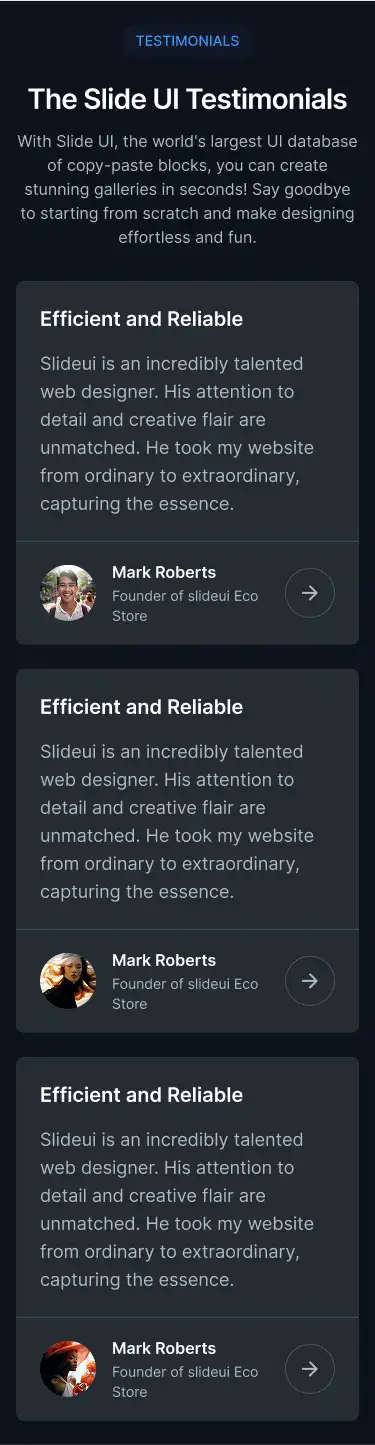 TESTIMONIALS
The Slide UI Testimonials
With Slide UI, the world's largest UI database
of copy-paste blocks, you can create
stunning galleries in seconds! Say goodbye
to starting from scratch and make designing
effortless and fun.
Efficient and Reliable
Slideui is an incredibly talented
web designer. His attention to
detail and creative flair are
unmatched. He took my website
from ordinary to extraordinary,
capturing the essence.
Mark Roberts
Founder of slideui Eco
Store
Efficient and Reliable
Slideui is an incredibly talented
web designer. His attention to
detail and creative flair are
unmatched. He took my website
from ordinary to extraordinary,
capturing the essence.
Mark Roberts
Founder of slideui Eco
Store
Efficient and Reliable
Slideui is an incredibly talented
web designer. His attention to
detail and creative flair are
unmatched. He took my website
from ordinary to extraordinary,
capturing the essence.
Mark Roberts
Founder of slideui Eco
Store